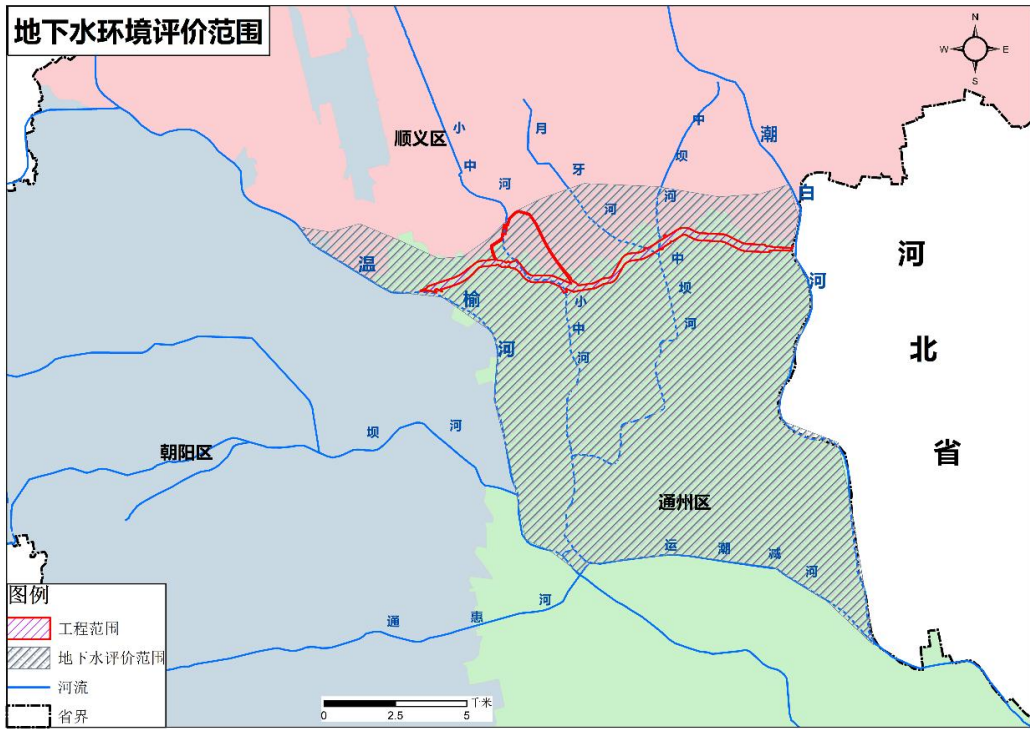 地下水环境评价范围
N
W E
S
顺义区
小中河
月牙河
中坝河
潮白河
温榆河
中坝河
小中河
河北省
朝阳区
坝河
通州区
运潮减河
通惠河
图例
工程范围
地下水评价范围
河流
省界
千米
0 2.5 5